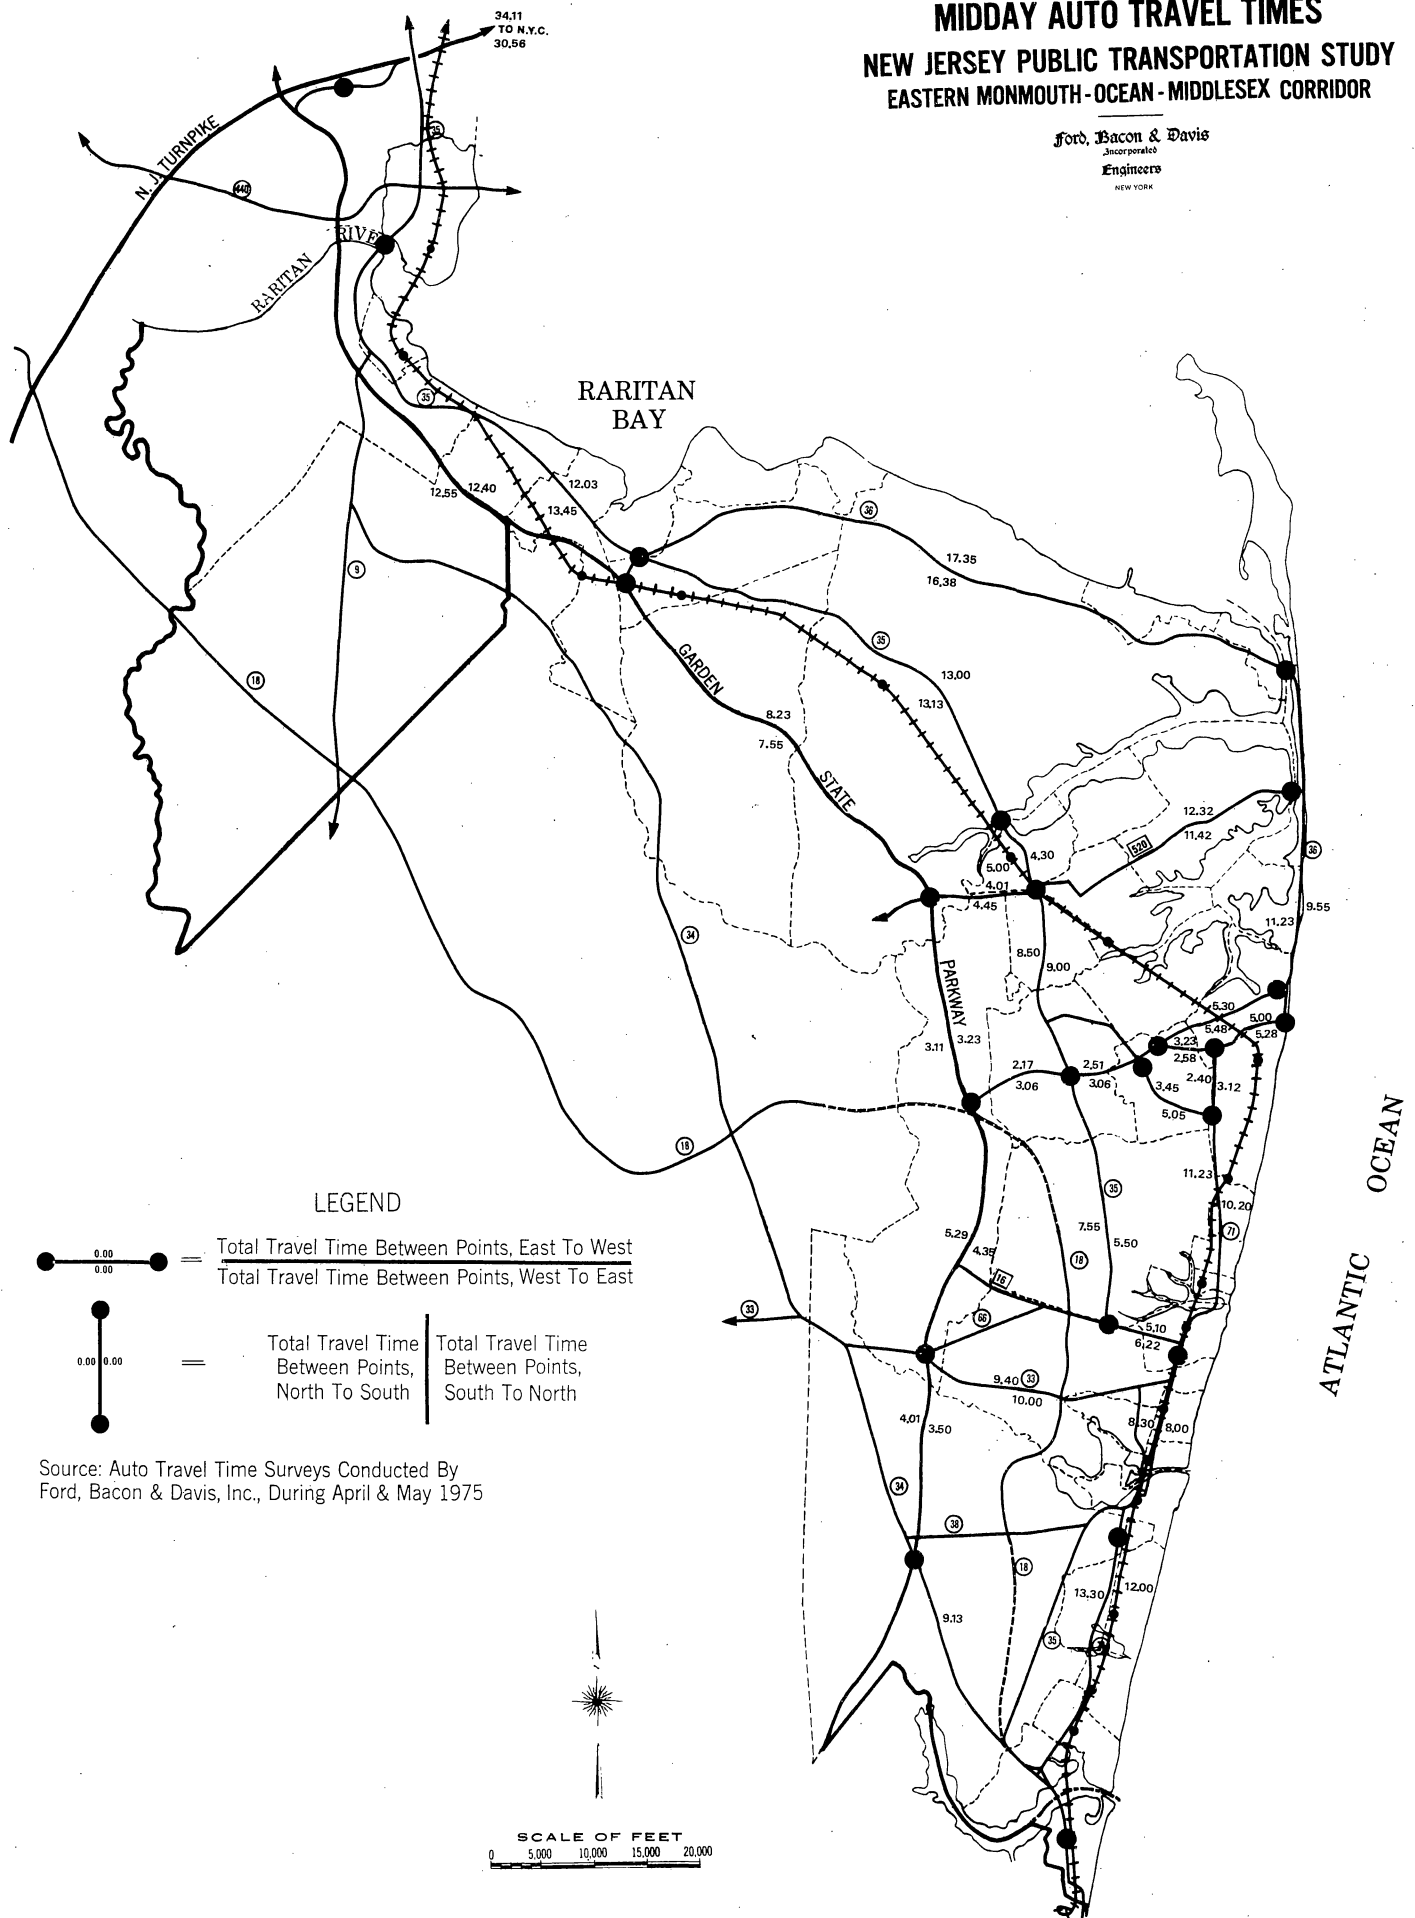 MIDDAY AUTO TRAVEL TIMES
NEW JERSEY PUBLIC TRANSPORTATION STUDY
EASTERN MONMOUTH-OCEAN-MIDDLESEX CORRIDOR
Ford, Bacon & Davis
Incorporated
Engineers
NEW YORK
34.11
TO N.Y.C.
30.56
35
N. J. TURNPIKE
440
RIVE
RARITAN
RARITAN
BAY
35
12.55
12.40
12.03
13.45
36
17.35
16.38
9
35
18
GARDEN
13.00
13.13
8.23
7.55
STATE
12.32
11.42
520
36
4.30
5.00
4.01
4.45
9.55
11.23
34
8.50
9.00
PARKWAY
5.30
5.00
5.48
5.28
3.11
3.23
3.23
2.58
2.17
3.06
2.51
3.06
2.40
3.12
3.45
5.05
18
11.23
10.20
71
35
7.55
5.50
5.29
4.35
18
16
66
5.10
6.22
33
9.40
33
10.00
4.01
3.50
8.30
8.00
34
38
18
13.30
12.00
9.13
35
ATLANTIC OCEAN
LEGEND
0.00
0.00
=
Total Travel Time Between Points, East To West
Total Travel Time Between Points, West To East
0.00
0.00
=
Total Travel Time
Between Points,
North To South
Total Travel Time
Between Points,
South To North
Source: Auto Travel Time Surveys Conducted By
Ford, Bacon & Davis, Inc., During April & May 1975
SCALE OF FEET
0 5,000 10,000 15,000 20,000